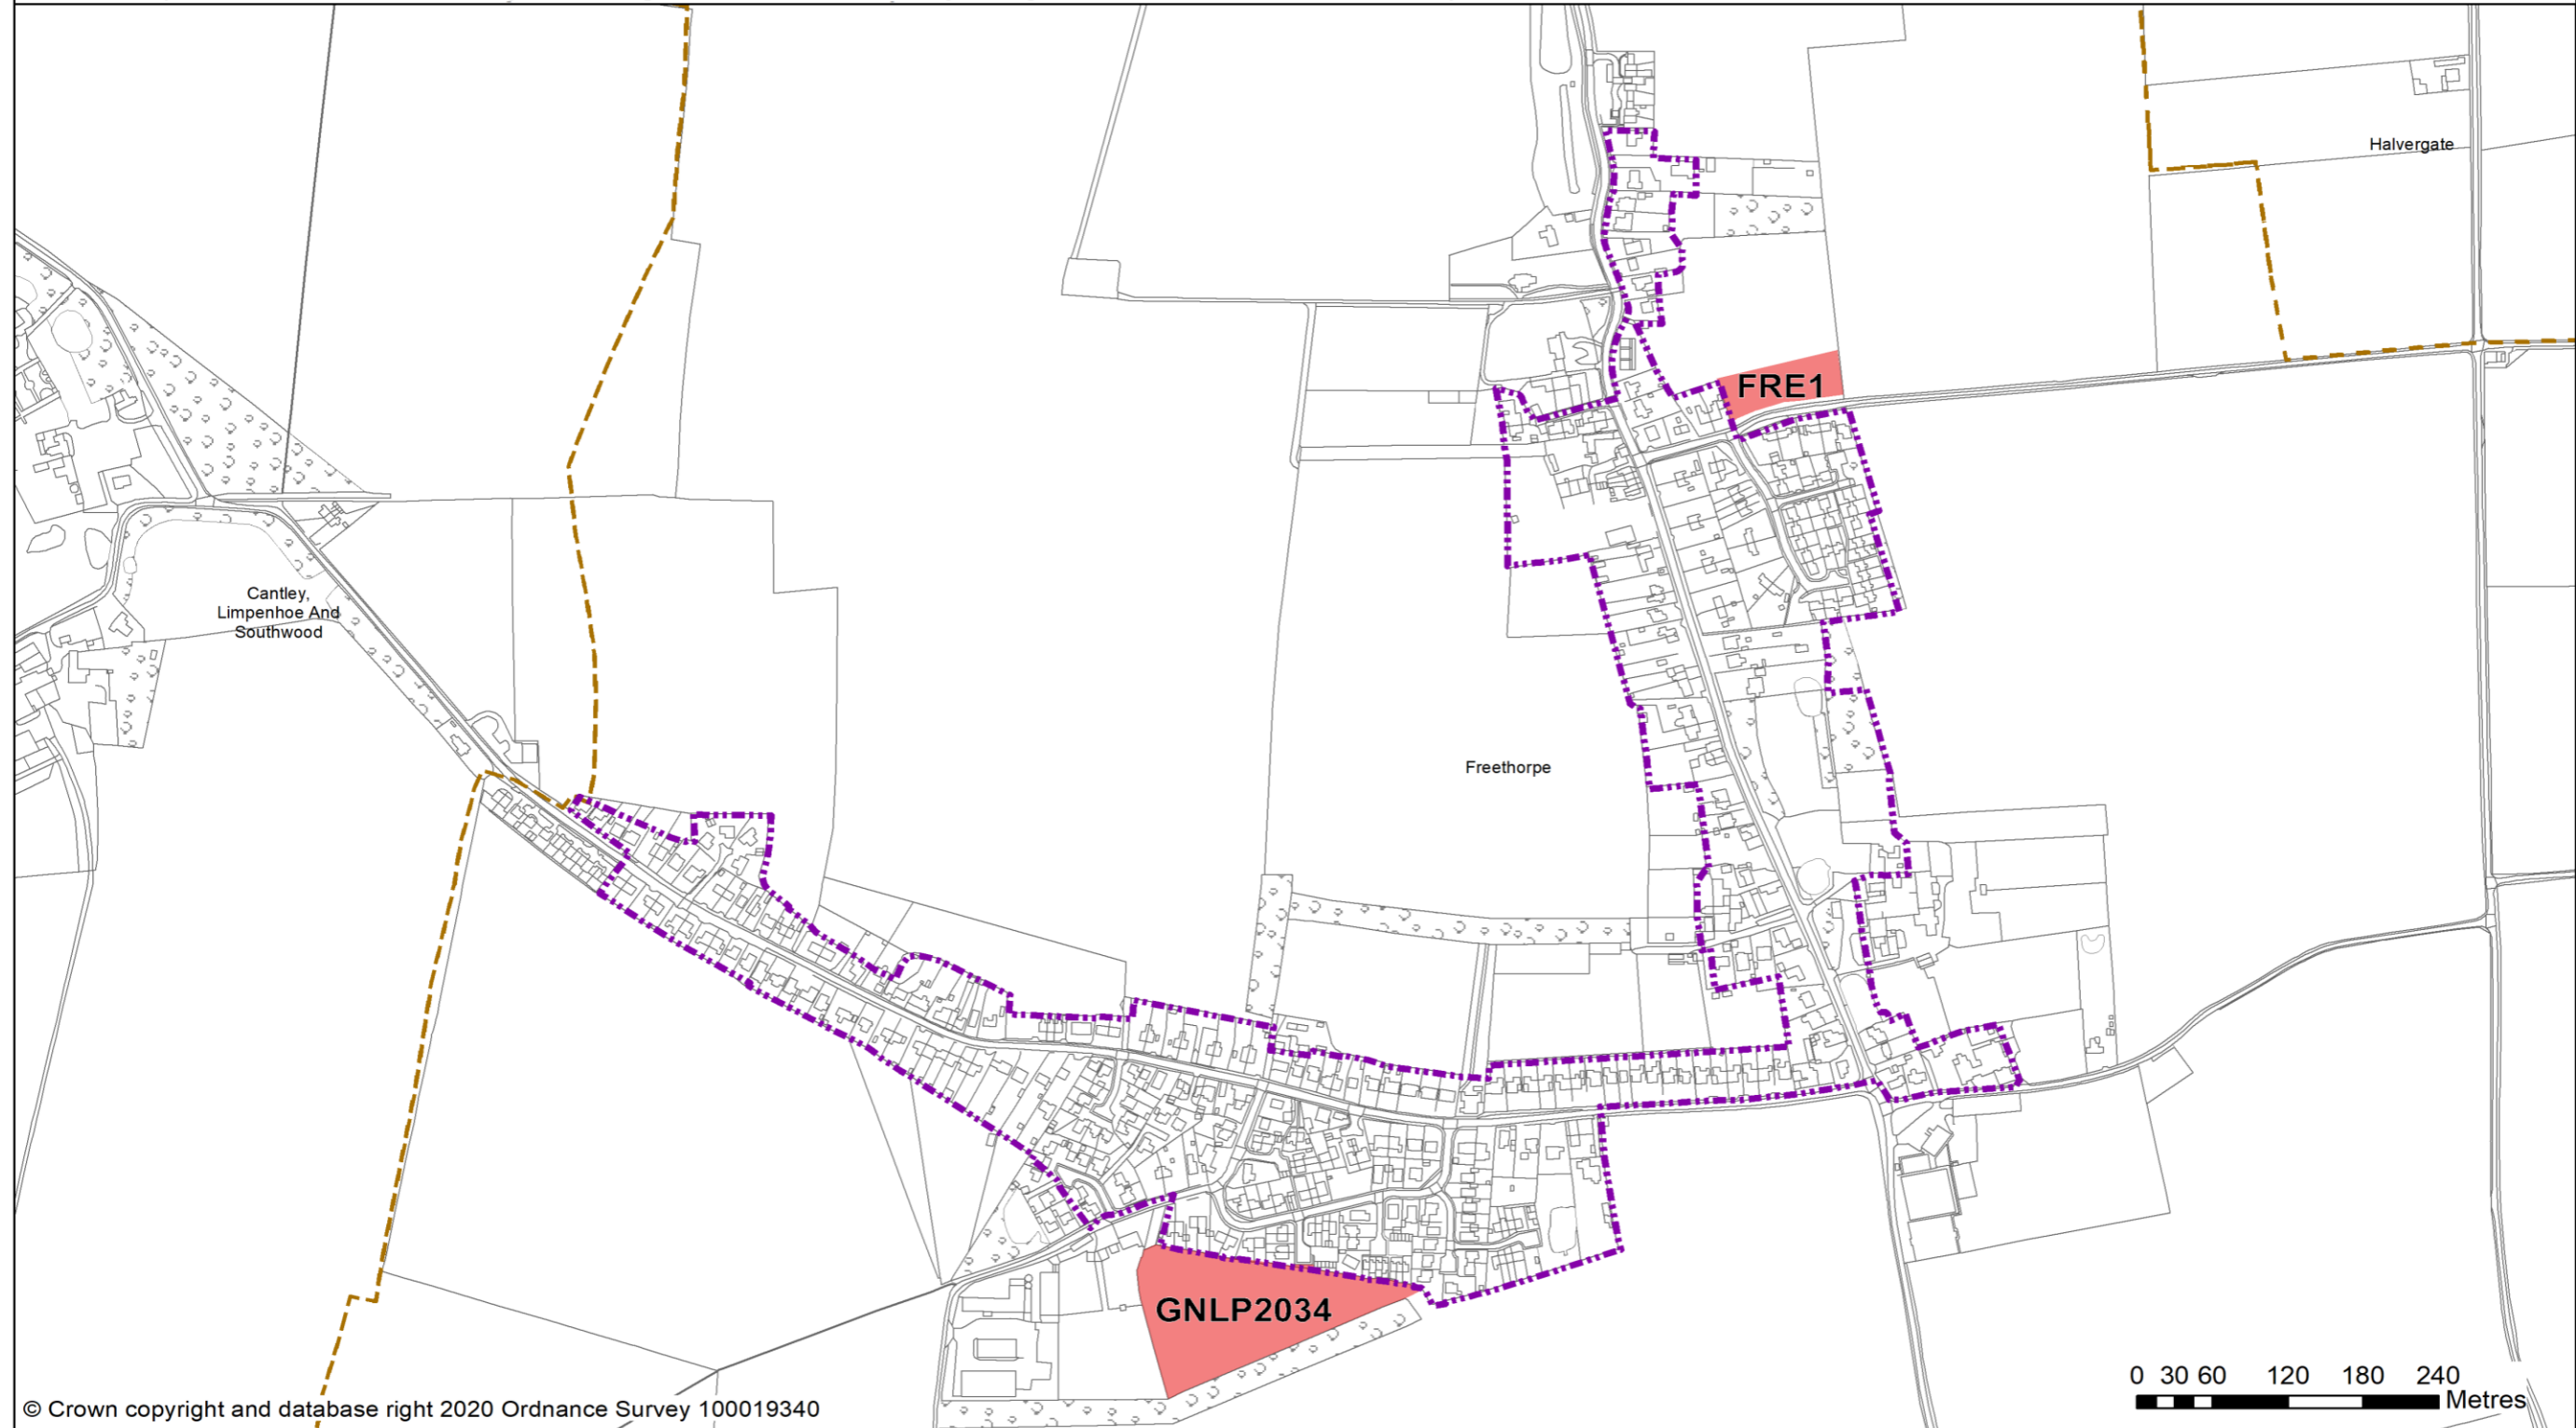 Halvergate
FRE1
Cantley,
Limpenhoe And
Southwood
Freethorpe
GNLP2034
0 30 60 120 180 240
Metres
© Crown copyright and database right 2020 Ordnance Survey 100019340